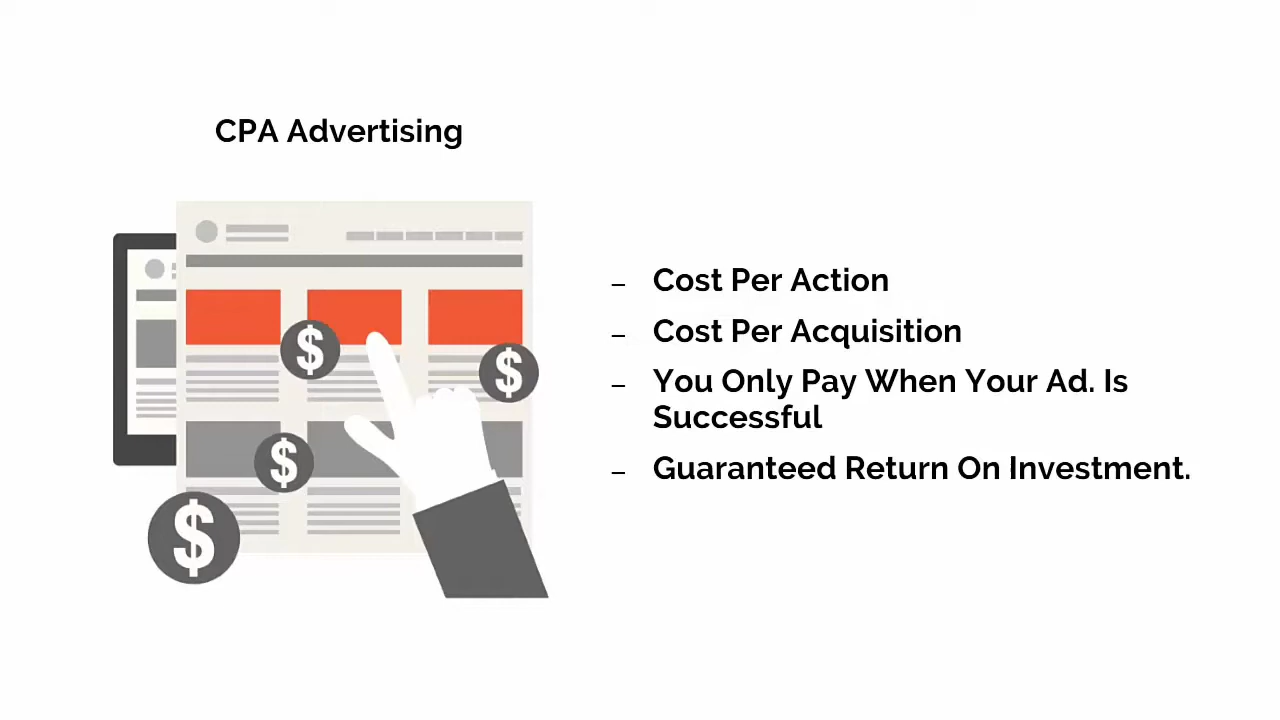 CPA Advertising
– Cost Per Action
– Cost Per Acquisition
– You Only Pay When Your Ad. Is
Successful
– Guaranteed Return On Investment.
$
$
$
$